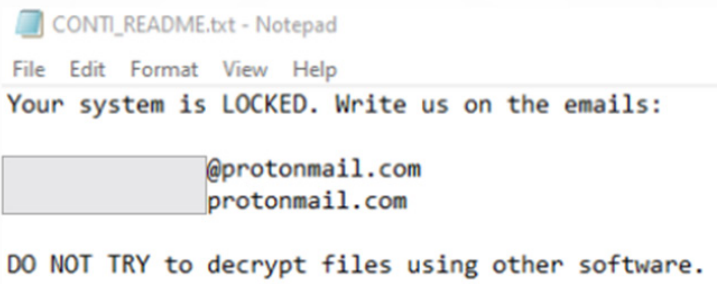 CONTI_README.txt - Notepad
File Edit Format View Help
Your system is LOCKED. Write us on the emails:
@protonmail.com
protonmail.com
DO NOT TRY to decrypt files using other software.